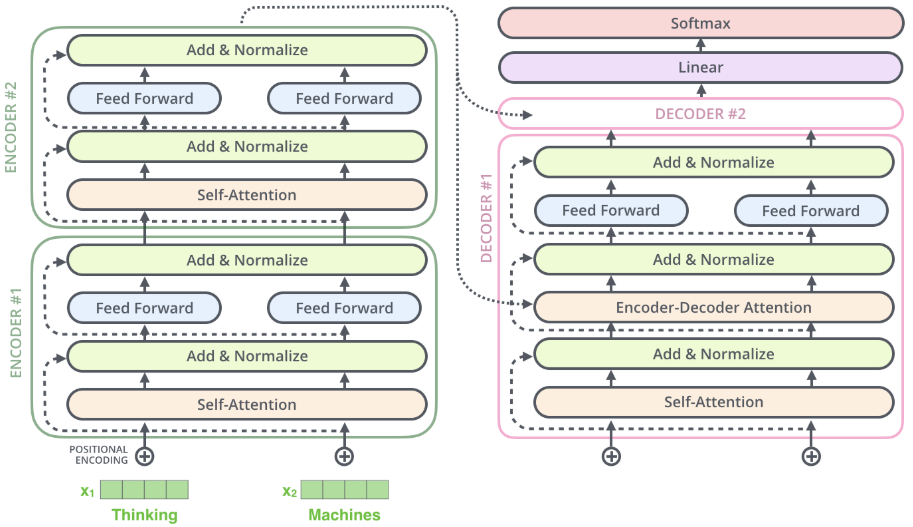 ENCODER #2
Add & Normalize
Feed Forward
Feed Forward
Add & Normalize
Self-Attention
ENCODER #1
Add & Normalize
Feed Forward
Feed Forward
Add & Normalize
Self-Attention
POSITIONAL
ENCODING
x₁
x₂
Thinking
Machines
Softmax
Linear
DECODER #2
DECODER #1
Add & Normalize
Feed Forward
Feed Forward
Add & Normalize
Encoder-Decoder Attention
Add & Normalize
Self-Attention